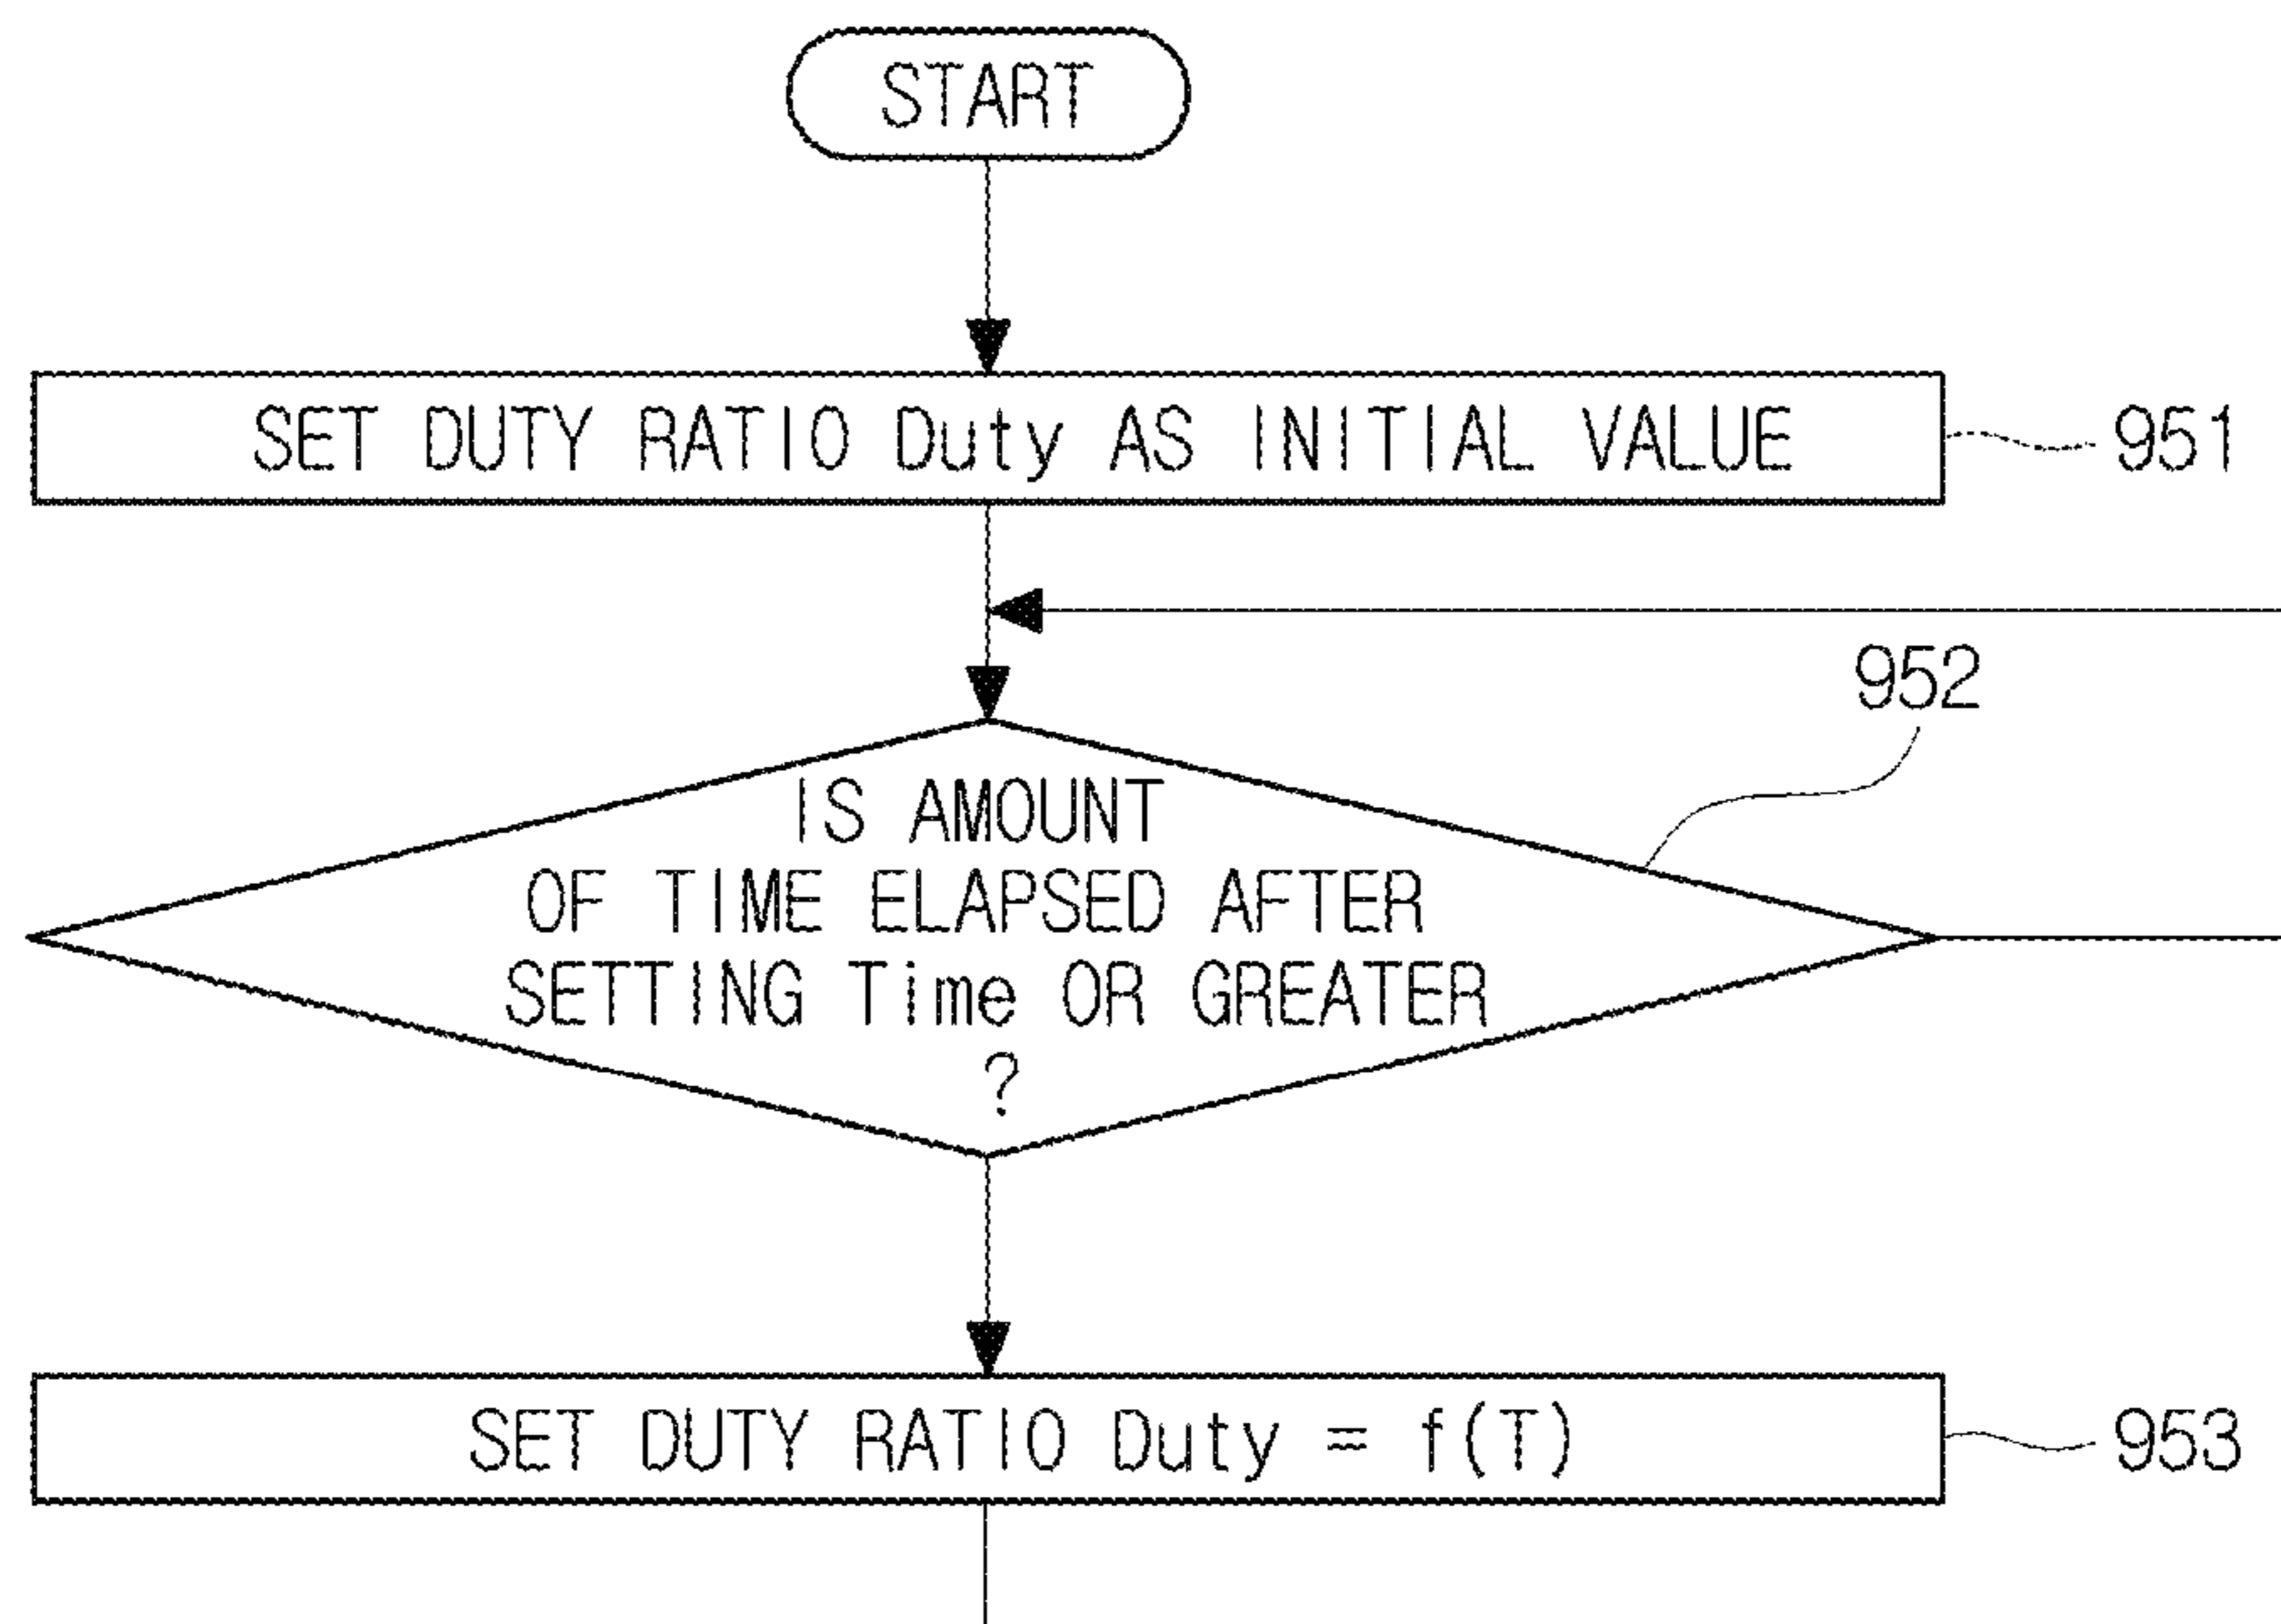 START
SET DUTY RATIO Duty AS INITIAL VALUE
951
952
IS AMOUNT
OF TIME ELAPSED AFTER
SETTING Time OR GREATER
?
SET DUTY RATIO Duty = f(T)
953